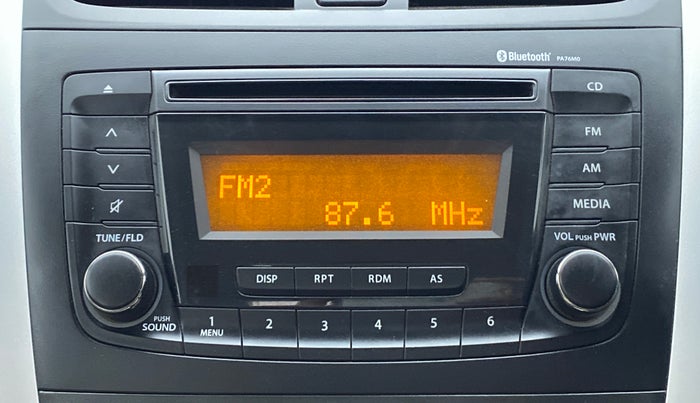 Bluetooth PA76M0
CD
FM
AM
MEDIA
FM2
87.6 MHz
TUNE/FLD
VOL PUSH PWR
DISP RPT RDM AS
PUSH
SOUND
1 2 3 4 5 6
MENU